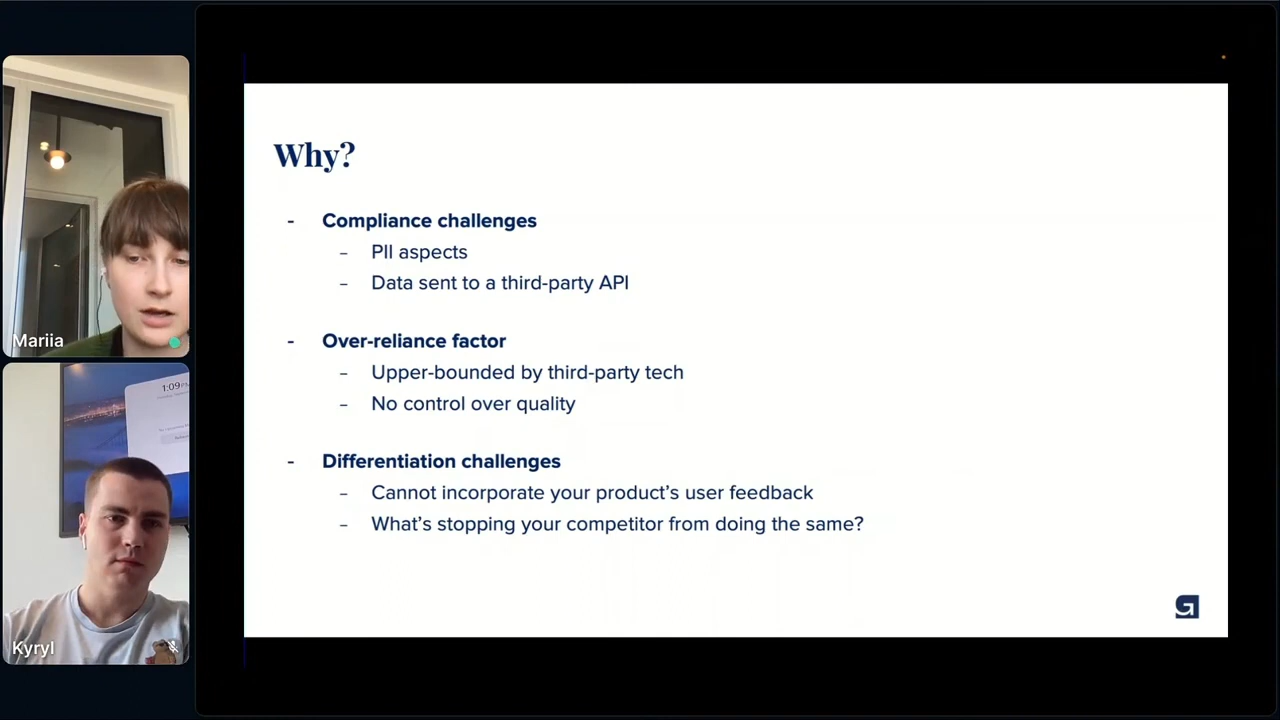 Why?
- Compliance challenges
– PII aspects
– Data sent to a third-party API
- Over-reliance factor
– Upper-bounded by third-party tech
– No control over quality
- Differentiation challenges
– Cannot incorporate your product’s user feedback
– What’s stopping your competitor from doing the same?
Mariia
1:09
Kyryl